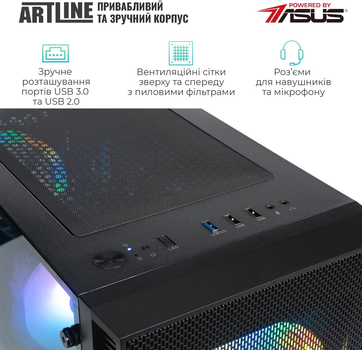 ARTLINE
ПРИВАБЛИВИЙ
ТА ЗРУЧНИЙ КОРПУС
POWERED BY
ASUS
Зручне
розташування
портів USB 3.0
та USB 2.0
Вентиляційні сітки
зверху та спереду
з пиловими фільтрами
Роз'єми
для навушників
та мікрофону